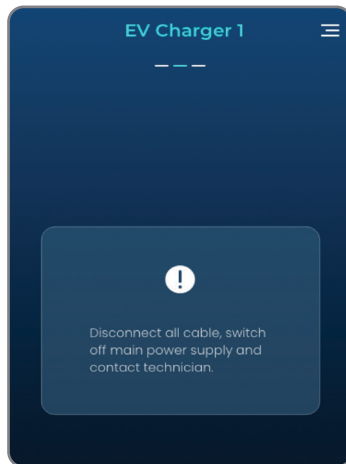 EV Charger 1
Disconnect all cable, switch
off main power supply and
contact technician.